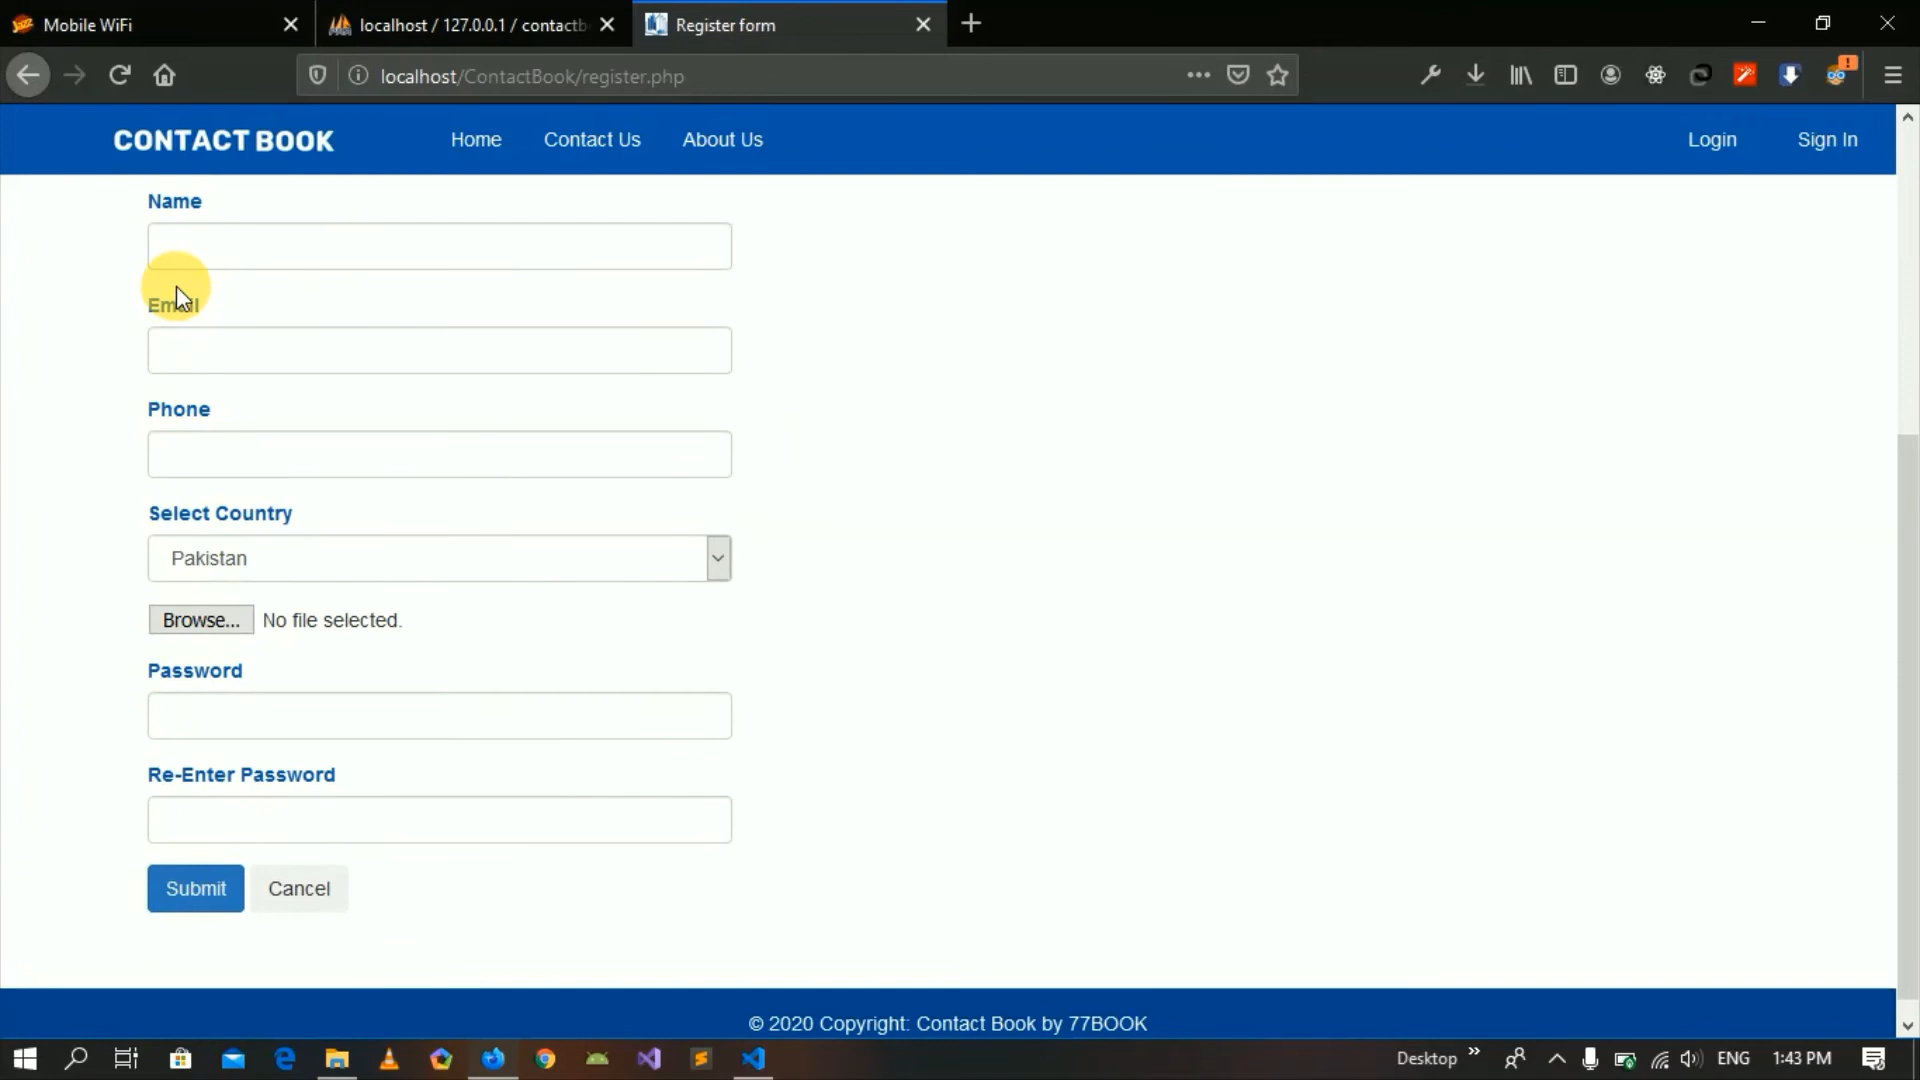 Mobile WiFi
localhost / 127.0.0.1 / contactb
Register form
localhost/ContactBook/register.php
CONTACT BOOK
Home
Contact Us
About Us
Login
Sign In
Name
Email
Phone
Select Country
Pakistan
Browse... No file selected.
Password
Re-Enter Password
Submit
Cancel
© 2020 Copyright: Contact Book by 77BOOK
Desktop
ENG
1:43 PM